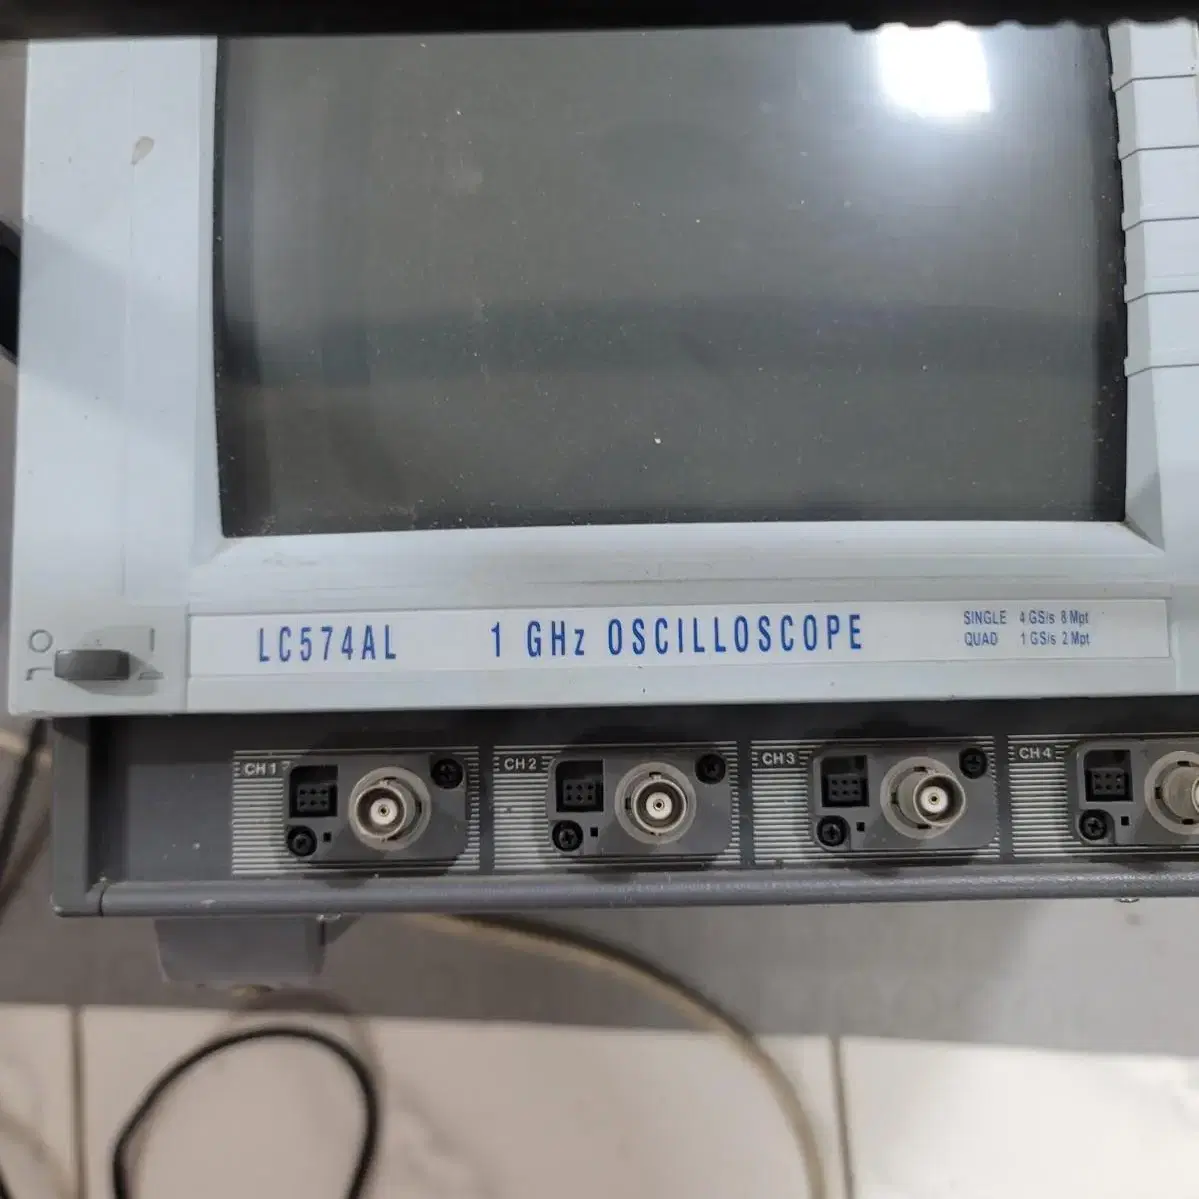 LC574AL 1 GHz OSCILLOSCOPE
SINGLE 4 GS/s 8 Mpt
QUAD 1 GS/s 2 Mpt
CH 1 CH 2 CH 3 CH 4